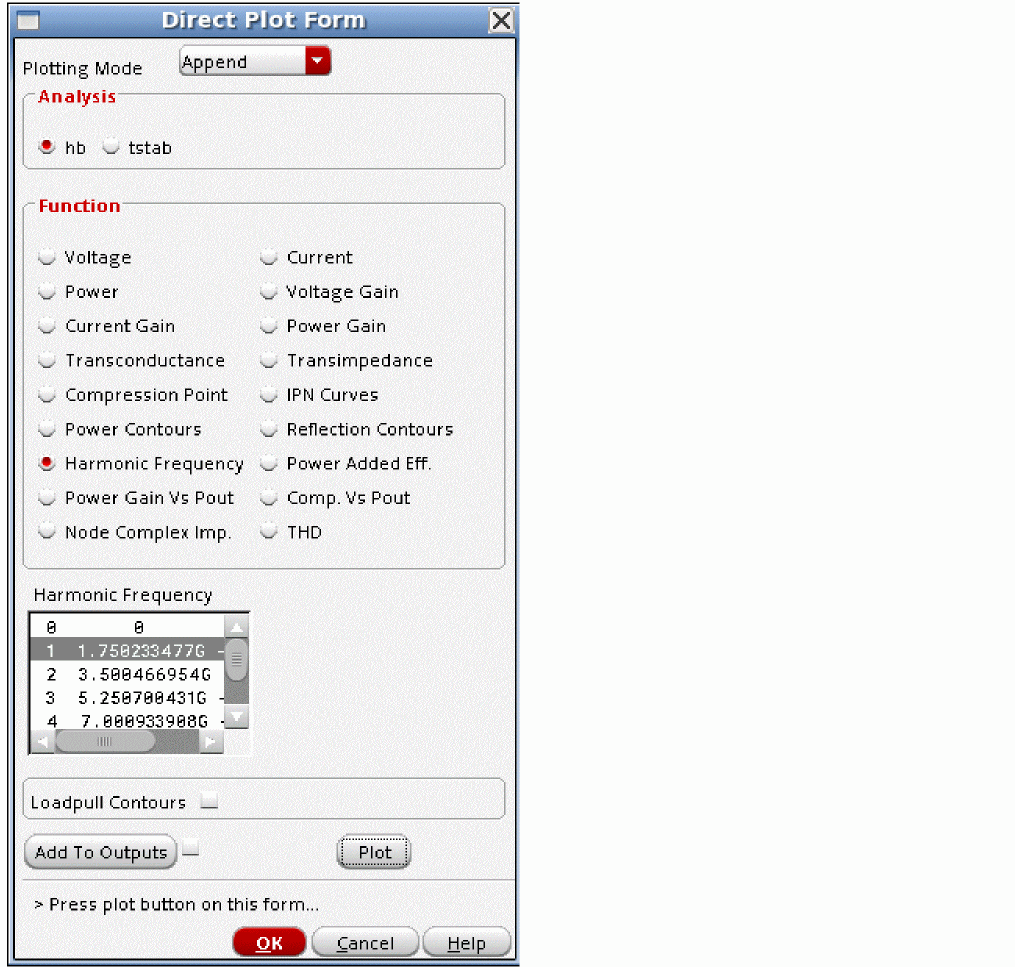 Direct Plot Form
Plotting Mode Append
Analysis
hb tstab
Function
Voltage Current
Power Voltage Gain
Current Gain Power Gain
Transconductance Transimpedance
Compression Point IPN Curves
Power Contours Reflection Contours
Harmonic Frequency Power Added Eff.
Power Gain Vs Pout Comp. Vs Pout
Node Complex Imp. THD
Harmonic Frequency
0 0
1 1.750233477G -
2 3.500466954G
3 5.250700431G -
4 7.000933908G -
Loadpull Contours
Add To Outputs Plot
> Press plot button on this form...
OK Cancel Help